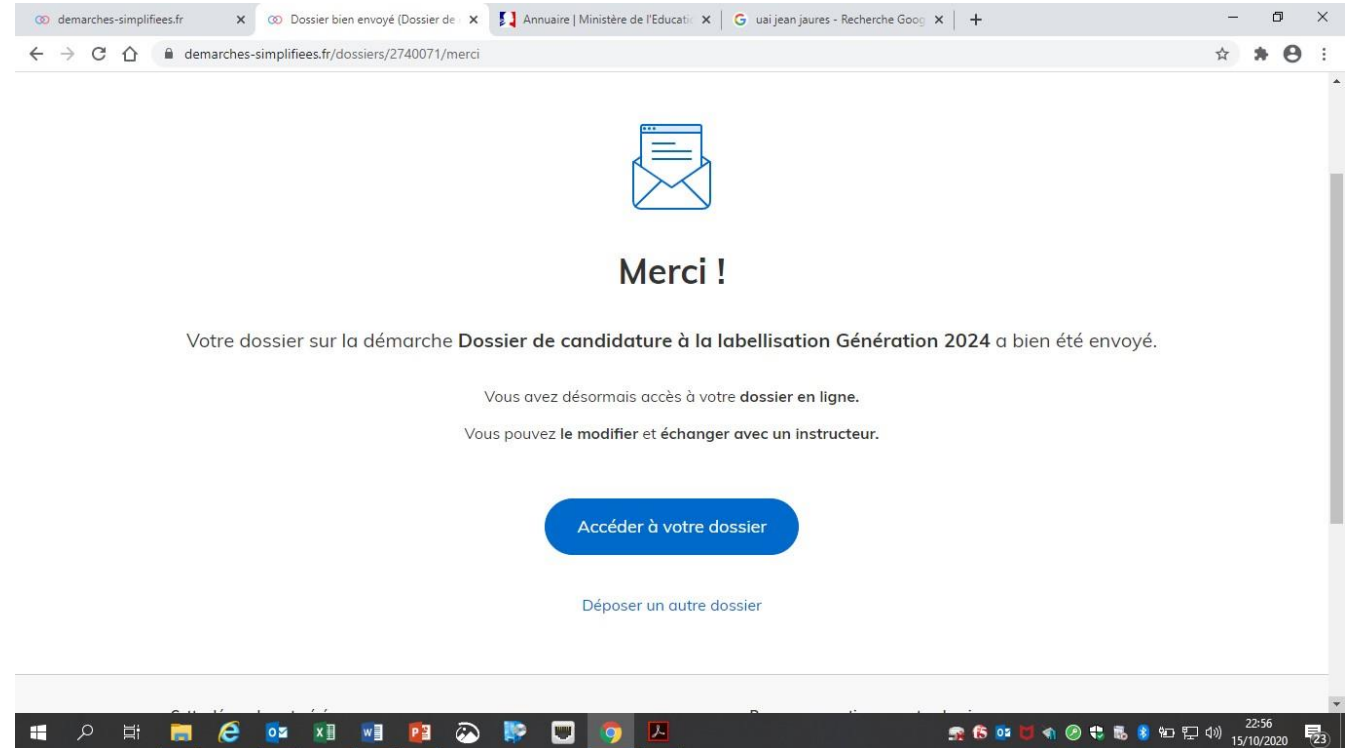 demarches-simplifiees.fr
Dossier bien envoyé (Dossier de
Annuaire | Ministère de l'Educatio
uai jean jaures - Recherche Goog
demarches-simplifiees.fr/dossiers/2740071/merci
Merci !
Votre dossier sur la démarche Dossier de candidature à la labellisation Génération 2024 a bien été envoyé.
Vous avez désormais accès à votre dossier en ligne.
Vous pouvez le modifier et échanger avec un instructeur.
Accéder à votre dossier
Déposer un autre dossier
22:56
15/10/2020
23